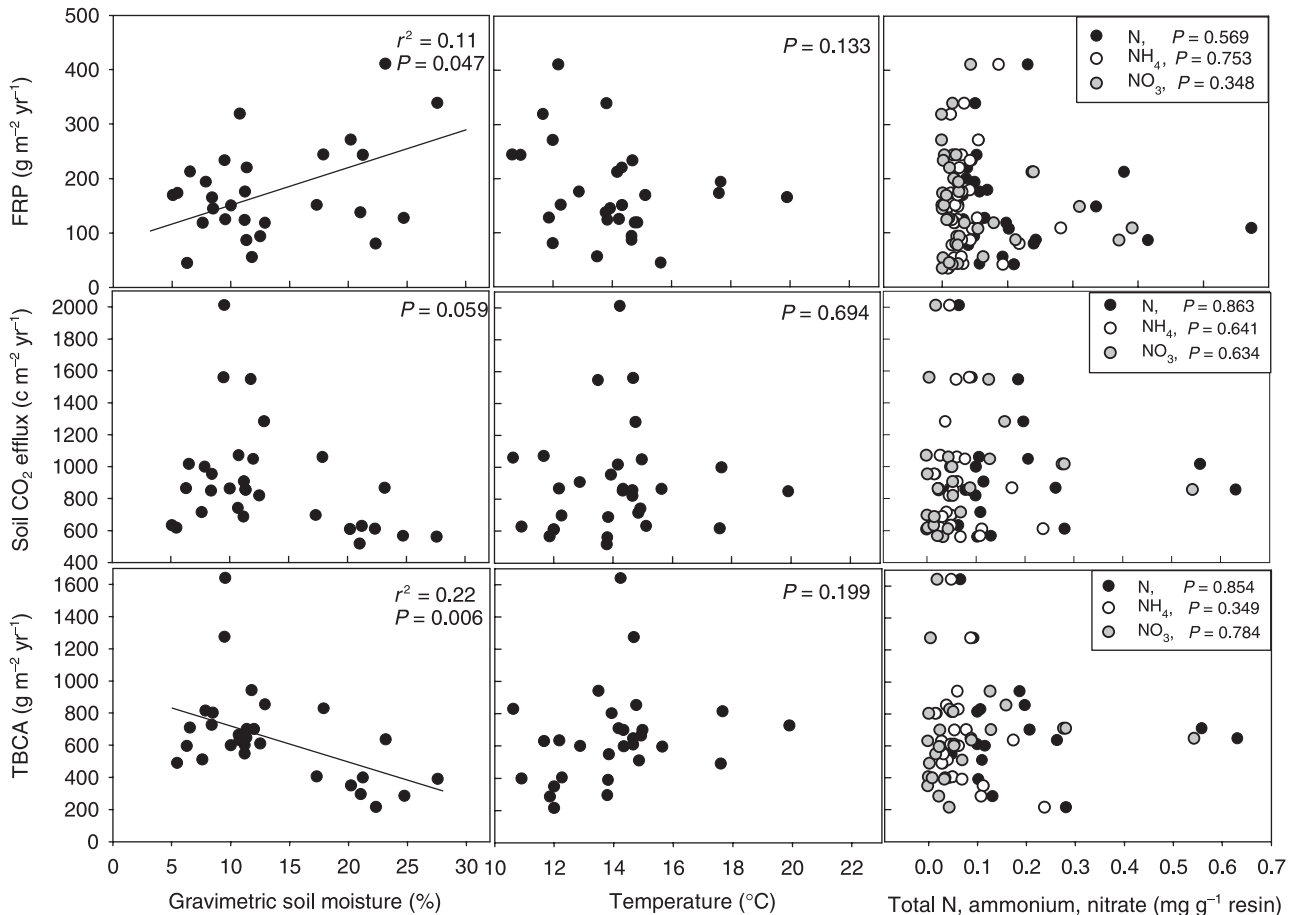 500
400
300
200
100
0
FRP (g m⁻² yr⁻¹)
r² = 0.11
P = 0.047
P = 0.133
N, P = 0.569
NH₄, P = 0.753
NO₃, P = 0.348
2000
1800
1600
1400
1200
1000
800
600
400
Soil CO₂ efflux (c m⁻² yr⁻¹)
P = 0.059
P = 0.694
N, P = 0.863
NH₄, P = 0.641
NO₃, P = 0.634
1600
1400
1200
1000
800
600
400
200
0
TBCA (g m⁻² yr⁻¹)
r² = 0.22
P = 0.006
P = 0.199
N, P = 0.854
NH₄, P = 0.349
NO₃, P = 0.784
0 5 10 15 20 25 30
10 12 14 16 18 20 22
0.0 0.1 0.2 0.3 0.4 0.5 0.6 0.7
Gravimetric soil moisture (%)
Temperature (°C)
Total N, ammonium, nitrate (mg g⁻¹ resin)